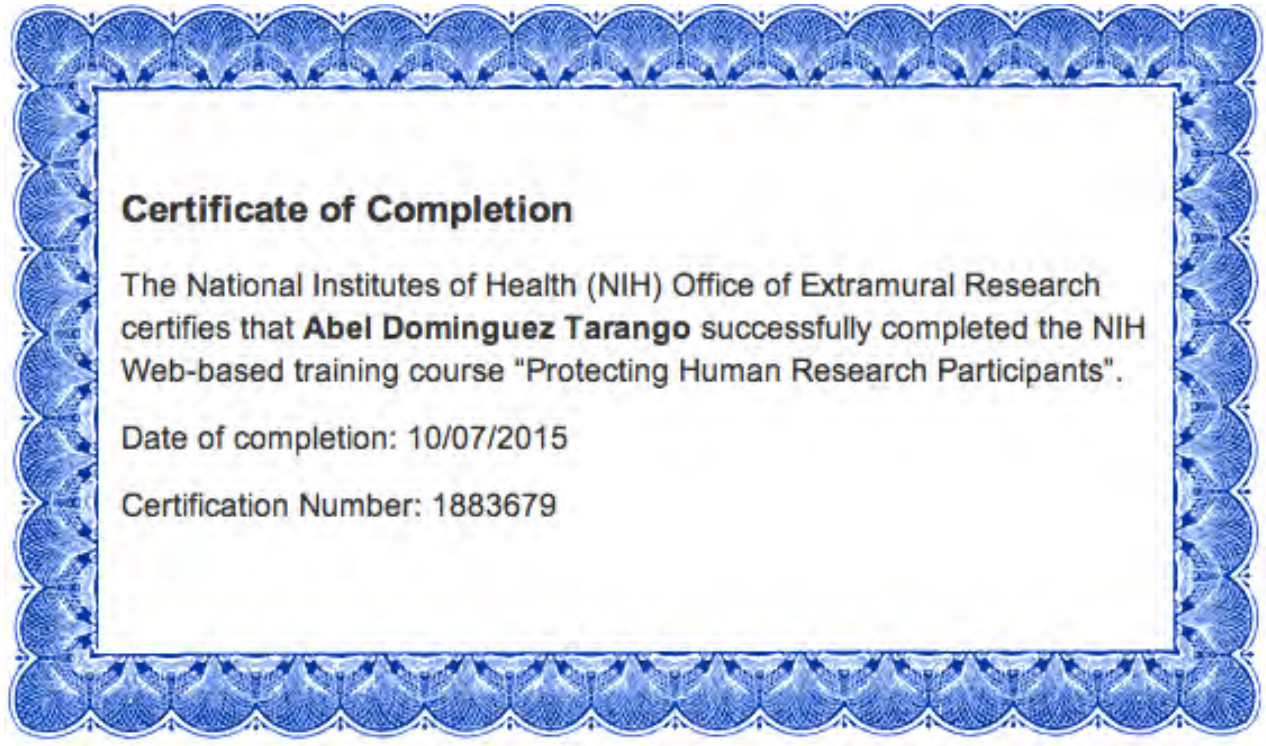 Certificate of Completion
The National Institutes of Health (NIH) Office of Extramural Research
certifies that Abel Dominguez Tarango successfully completed the NIH
Web-based training course "Protecting Human Research Participants".
Date of completion: 10/07/2015
Certification Number: 1883679